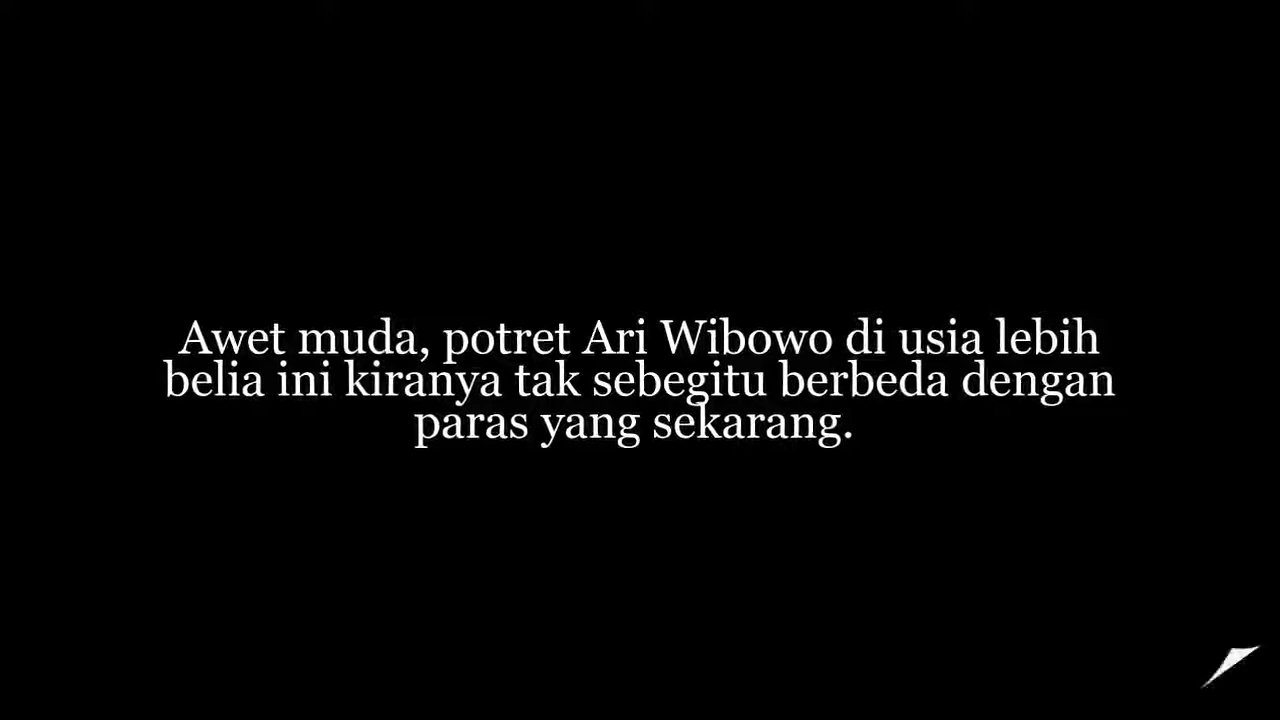 Awet muda, potret Ari Wibowo di usia lebih
belia ini kiranya tak sebegitu berbeda dengan
paras yang sekarang.